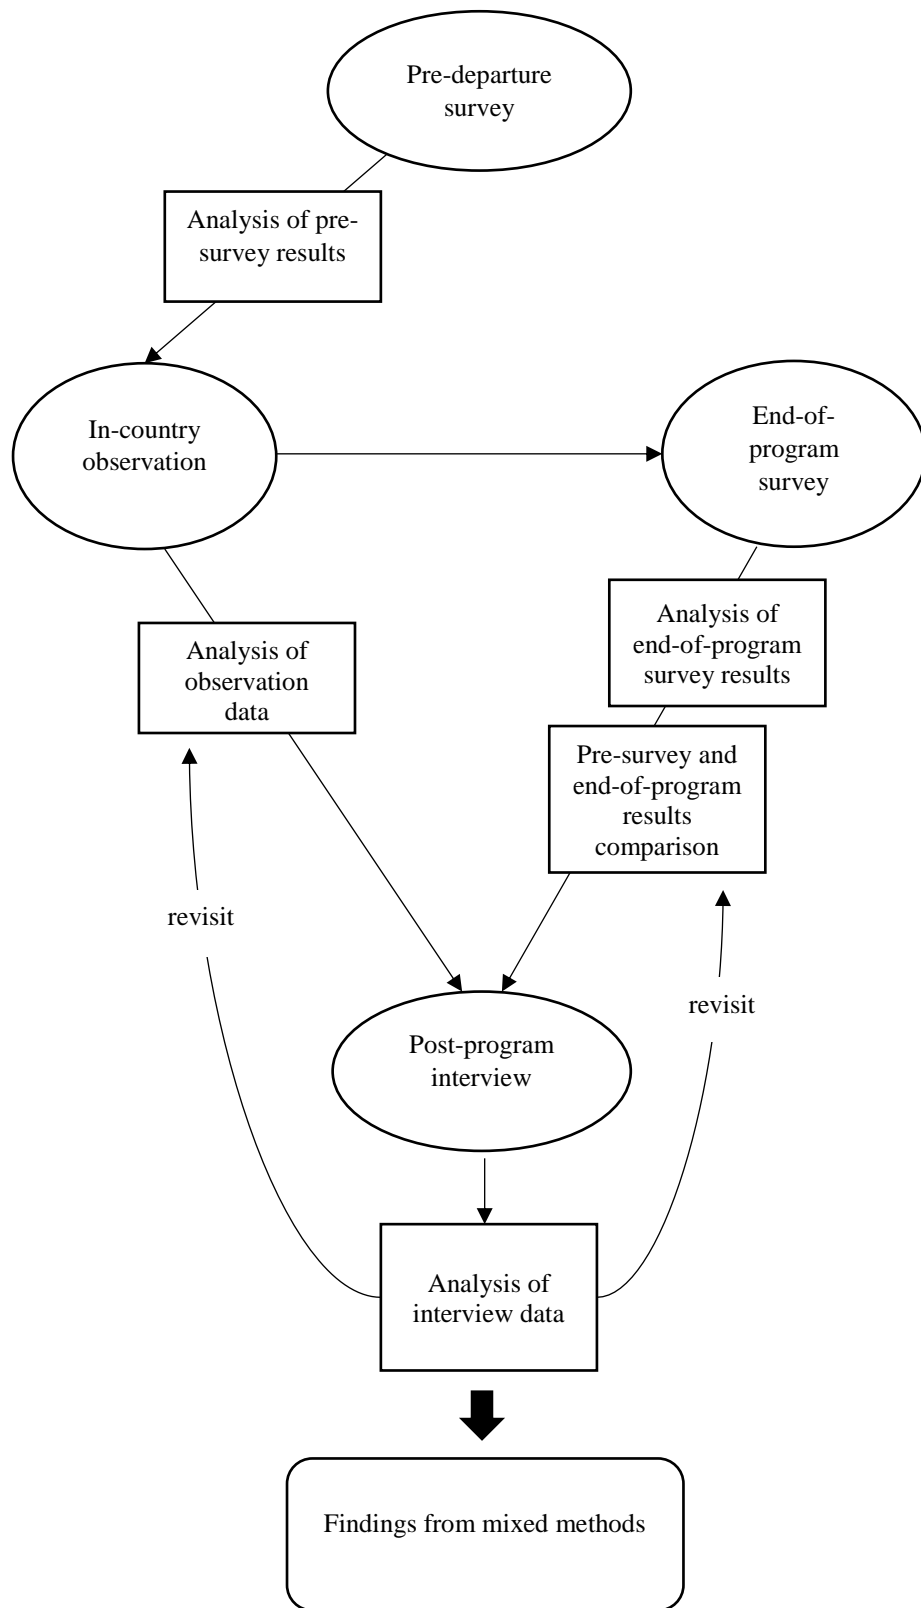 Pre-departure
survey
Analysis of pre-
survey results
In-country
observation
End-of-
program
survey
Analysis of
observation
data
Analysis of
end-of-program
survey results
Pre-survey and
end-of-program
results
comparison
revisit
revisit
Post-program
interview
Analysis of
interview data
Findings from mixed methods